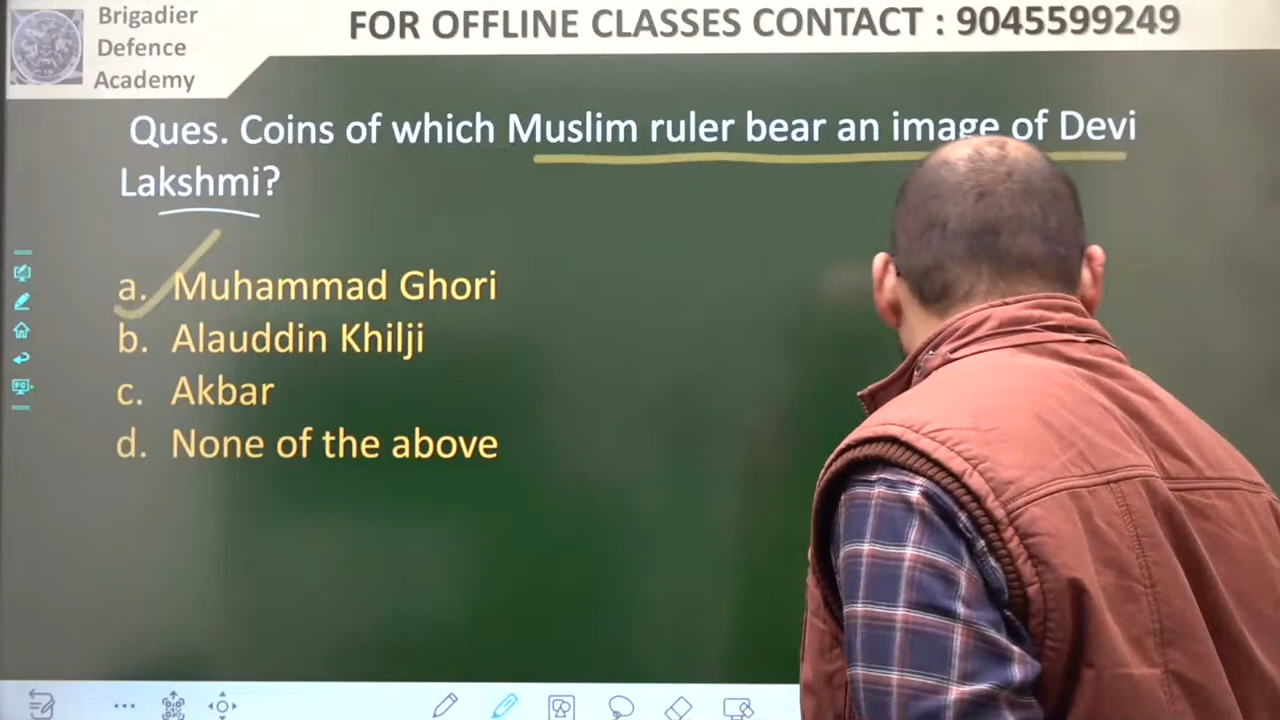 Brigadier
Defence
Academy
FOR OFFLINE CLASSES CONTACT : 9045599249
Ques. Coins of which Muslim ruler bear an image of Devi
Lakshmi?
a. Muhammad Ghori
b. Alauddin Khilji
c. Akbar
d. None of the above